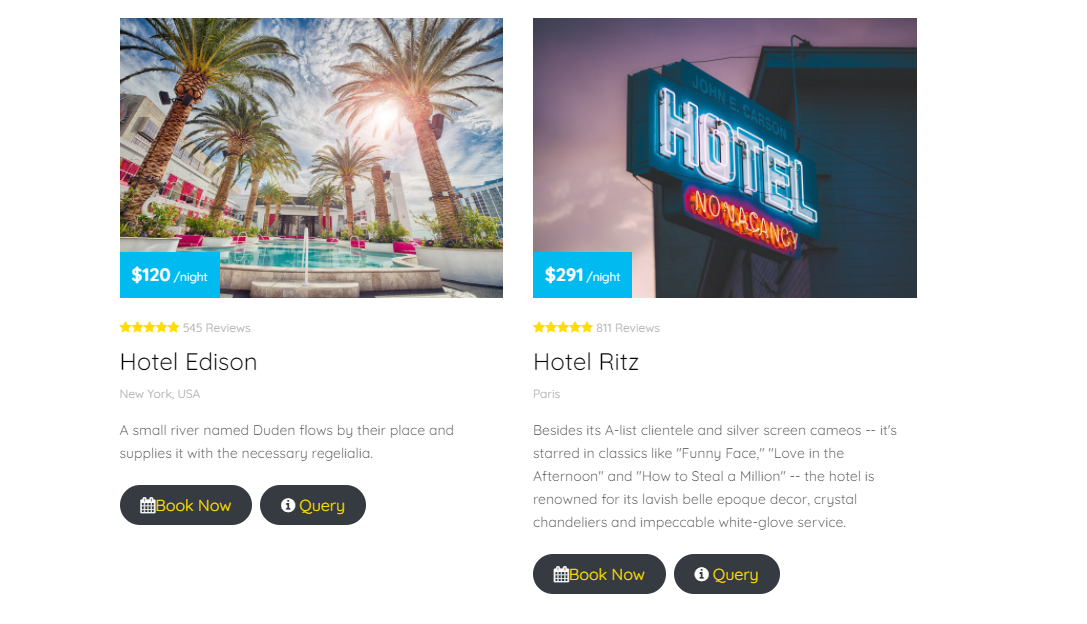 $120 /night
545 Reviews
Hotel Edison
New York, USA
A small river named Duden flows by their place and
supplies it with the necessary regelialia.
Book Now
Query
JOHN E. CARSON
HOTEL
NO VACANCY
$291 /night
811 Reviews
Hotel Ritz
Paris
Besides its A-list clientele and silver screen cameos -- it's
starred in classics like "Funny Face," "Love in the
Afternoon" and "How to Steal a Million" -- the hotel is
renowned for its lavish belle epoque decor, crystal
chandeliers and impeccable white-glove service.
Book Now
Query